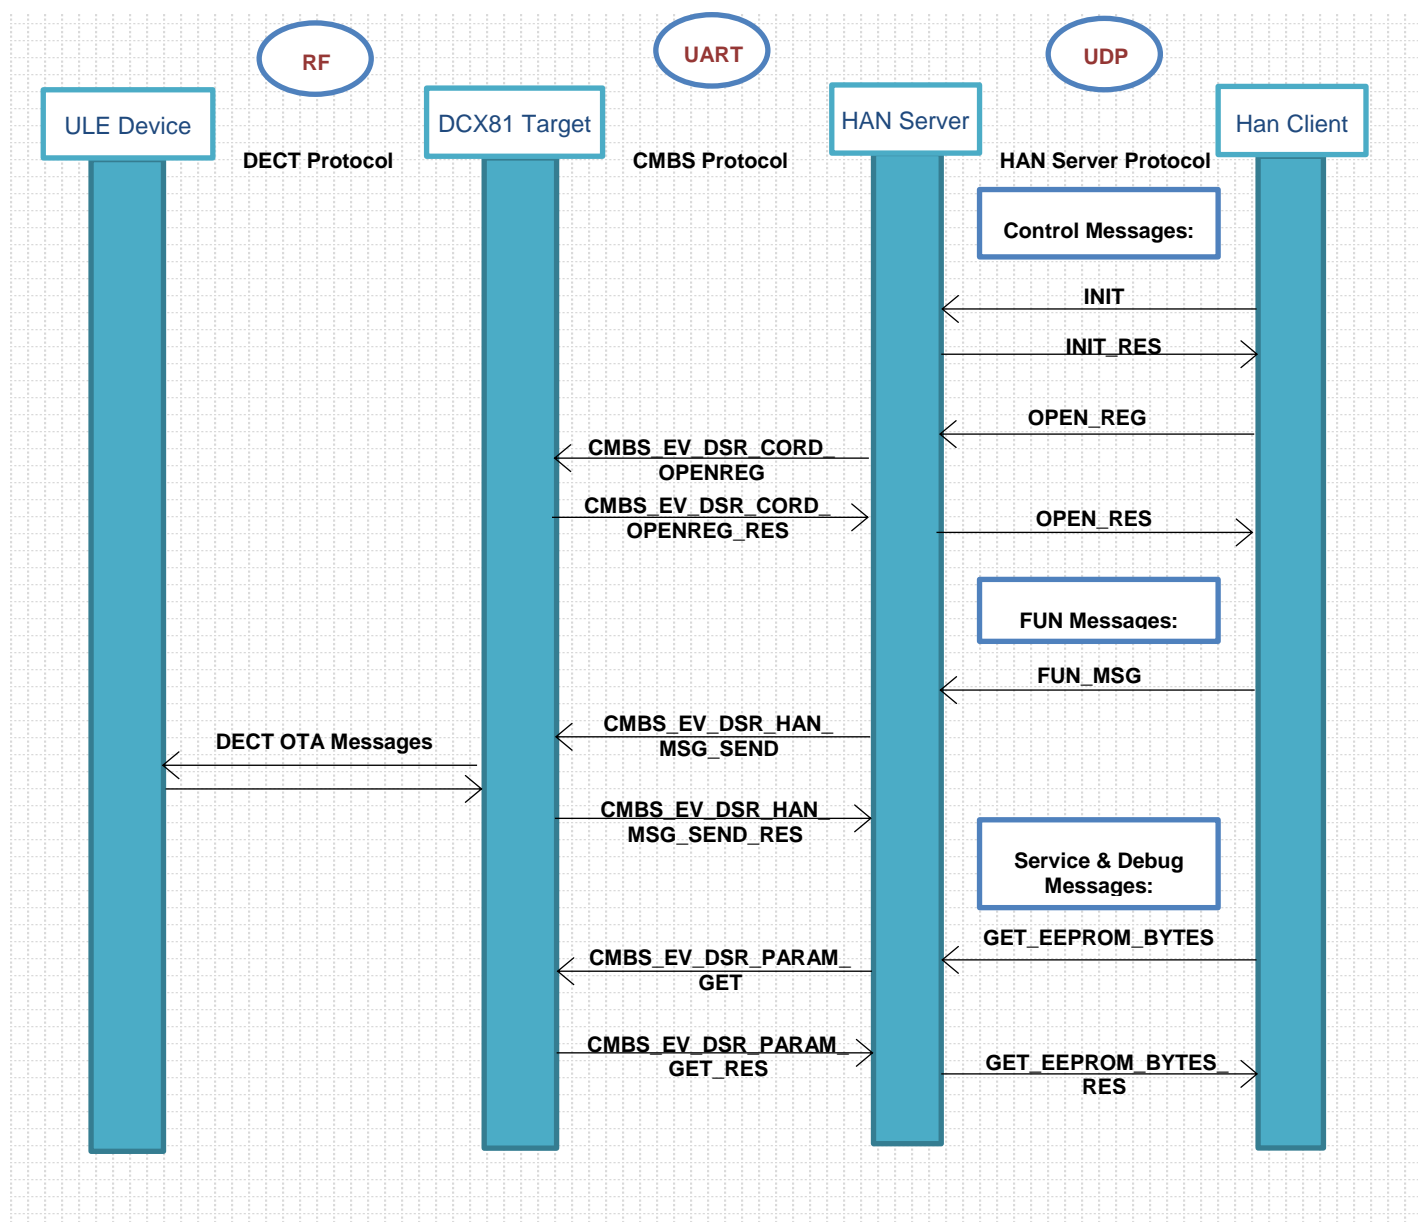 RF
UART
UDP
ULE Device
DCX81 Target
HAN Server
Han Client
DECT Protocol
CMBS Protocol
HAN Server Protocol
Control Messages:
INIT
INIT_RES
OPEN_REG
CMBS_EV_DSR_CORD_
OPENREG
CMBS_EV_DSR_CORD_
OPENREG_RES
OPEN_RES
FUN Messages:
FUN_MSG
CMBS_EV_DSR_HAN_
MSG_SEND
DECT OTA Messages
CMBS_EV_DSR_HAN_
MSG_SEND_RES
Service & Debug
Messages:
GET_EEPROM_BYTES
CMBS_EV_DSR_PARAM_
GET
CMBS_EV_DSR_PARAM_
GET_RES
GET_EEPROM_BYTES_
RES